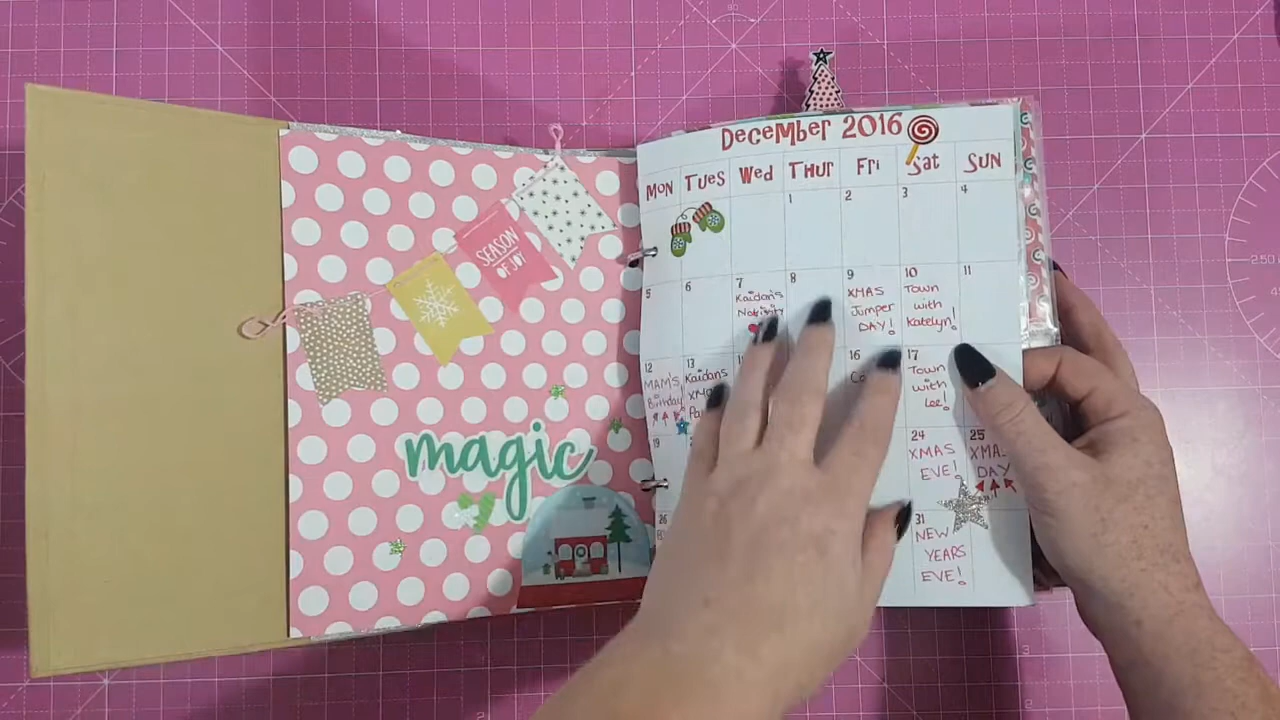 SEASON
OF JOY
magic
December 2016
Mon Tues Wed Thur Fri Sat Sun
1 2 3 4
5 6 7 8 9 10 11
Kaidan's
Nativity
XMAS
Jumper
DAY!
Town
with
Katelyn!
12 13 16 17
MAM'S
Birthday
Kaidans
Town
with
Lee!
19 24 25
XMAS
EVE!
DAY
26 31
NEW
YEARS
EVE!